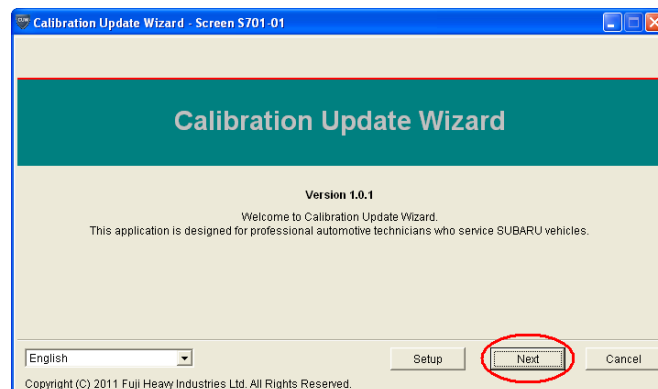 Calibration Update Wizard - Screen S701-01
Calibration Update Wizard
Version 1.0.1
Welcome to Calibration Update Wizard.
This application is designed for professional automotive technicians who service SUBARU vehicles.
English
Setup
Next
Cancel
Copyright (C) 2011 Fuji Heavy Industries Ltd. All Rights Reserved.